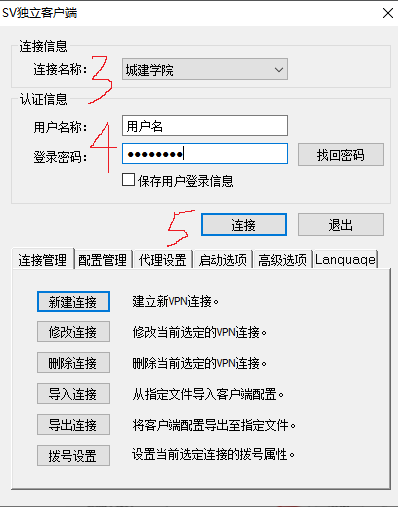 SV独立客户端
连接信息
连接名称： 城建学院
3
认证信息
用户名称： 用户名
4
登录密码： ●●●●●●●● 找回密码
保存用户登录信息
5 连接 退出
连接管理 配置管理 代理设置 启动选项 高级选项 Language
新建连接 建立新VPN连接。
修改连接 修改当前选定的VPN连接。
删除连接 删除当前选定的VPN连接。
导入连接 从指定文件导入客户端配置。
导出连接 将客户端配置导出至指定文件。
拨号设置 设置当前选定连接的拨号属性。